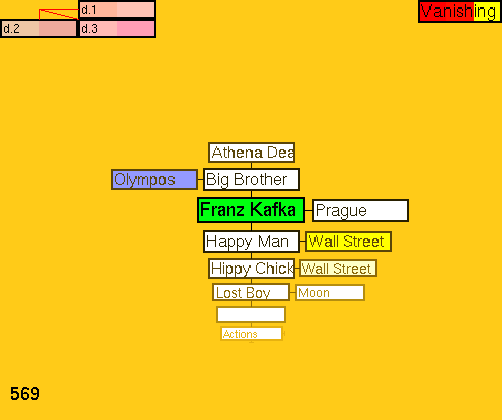 d.1
Vanishing
d.2
d.3
Athena Dea
Olympos
Big Brother
Franz Kafka
Prague
Happy Man
Wall Street
Hippy Chick
Wall Street
Lost Boy
Moon
Actions
569